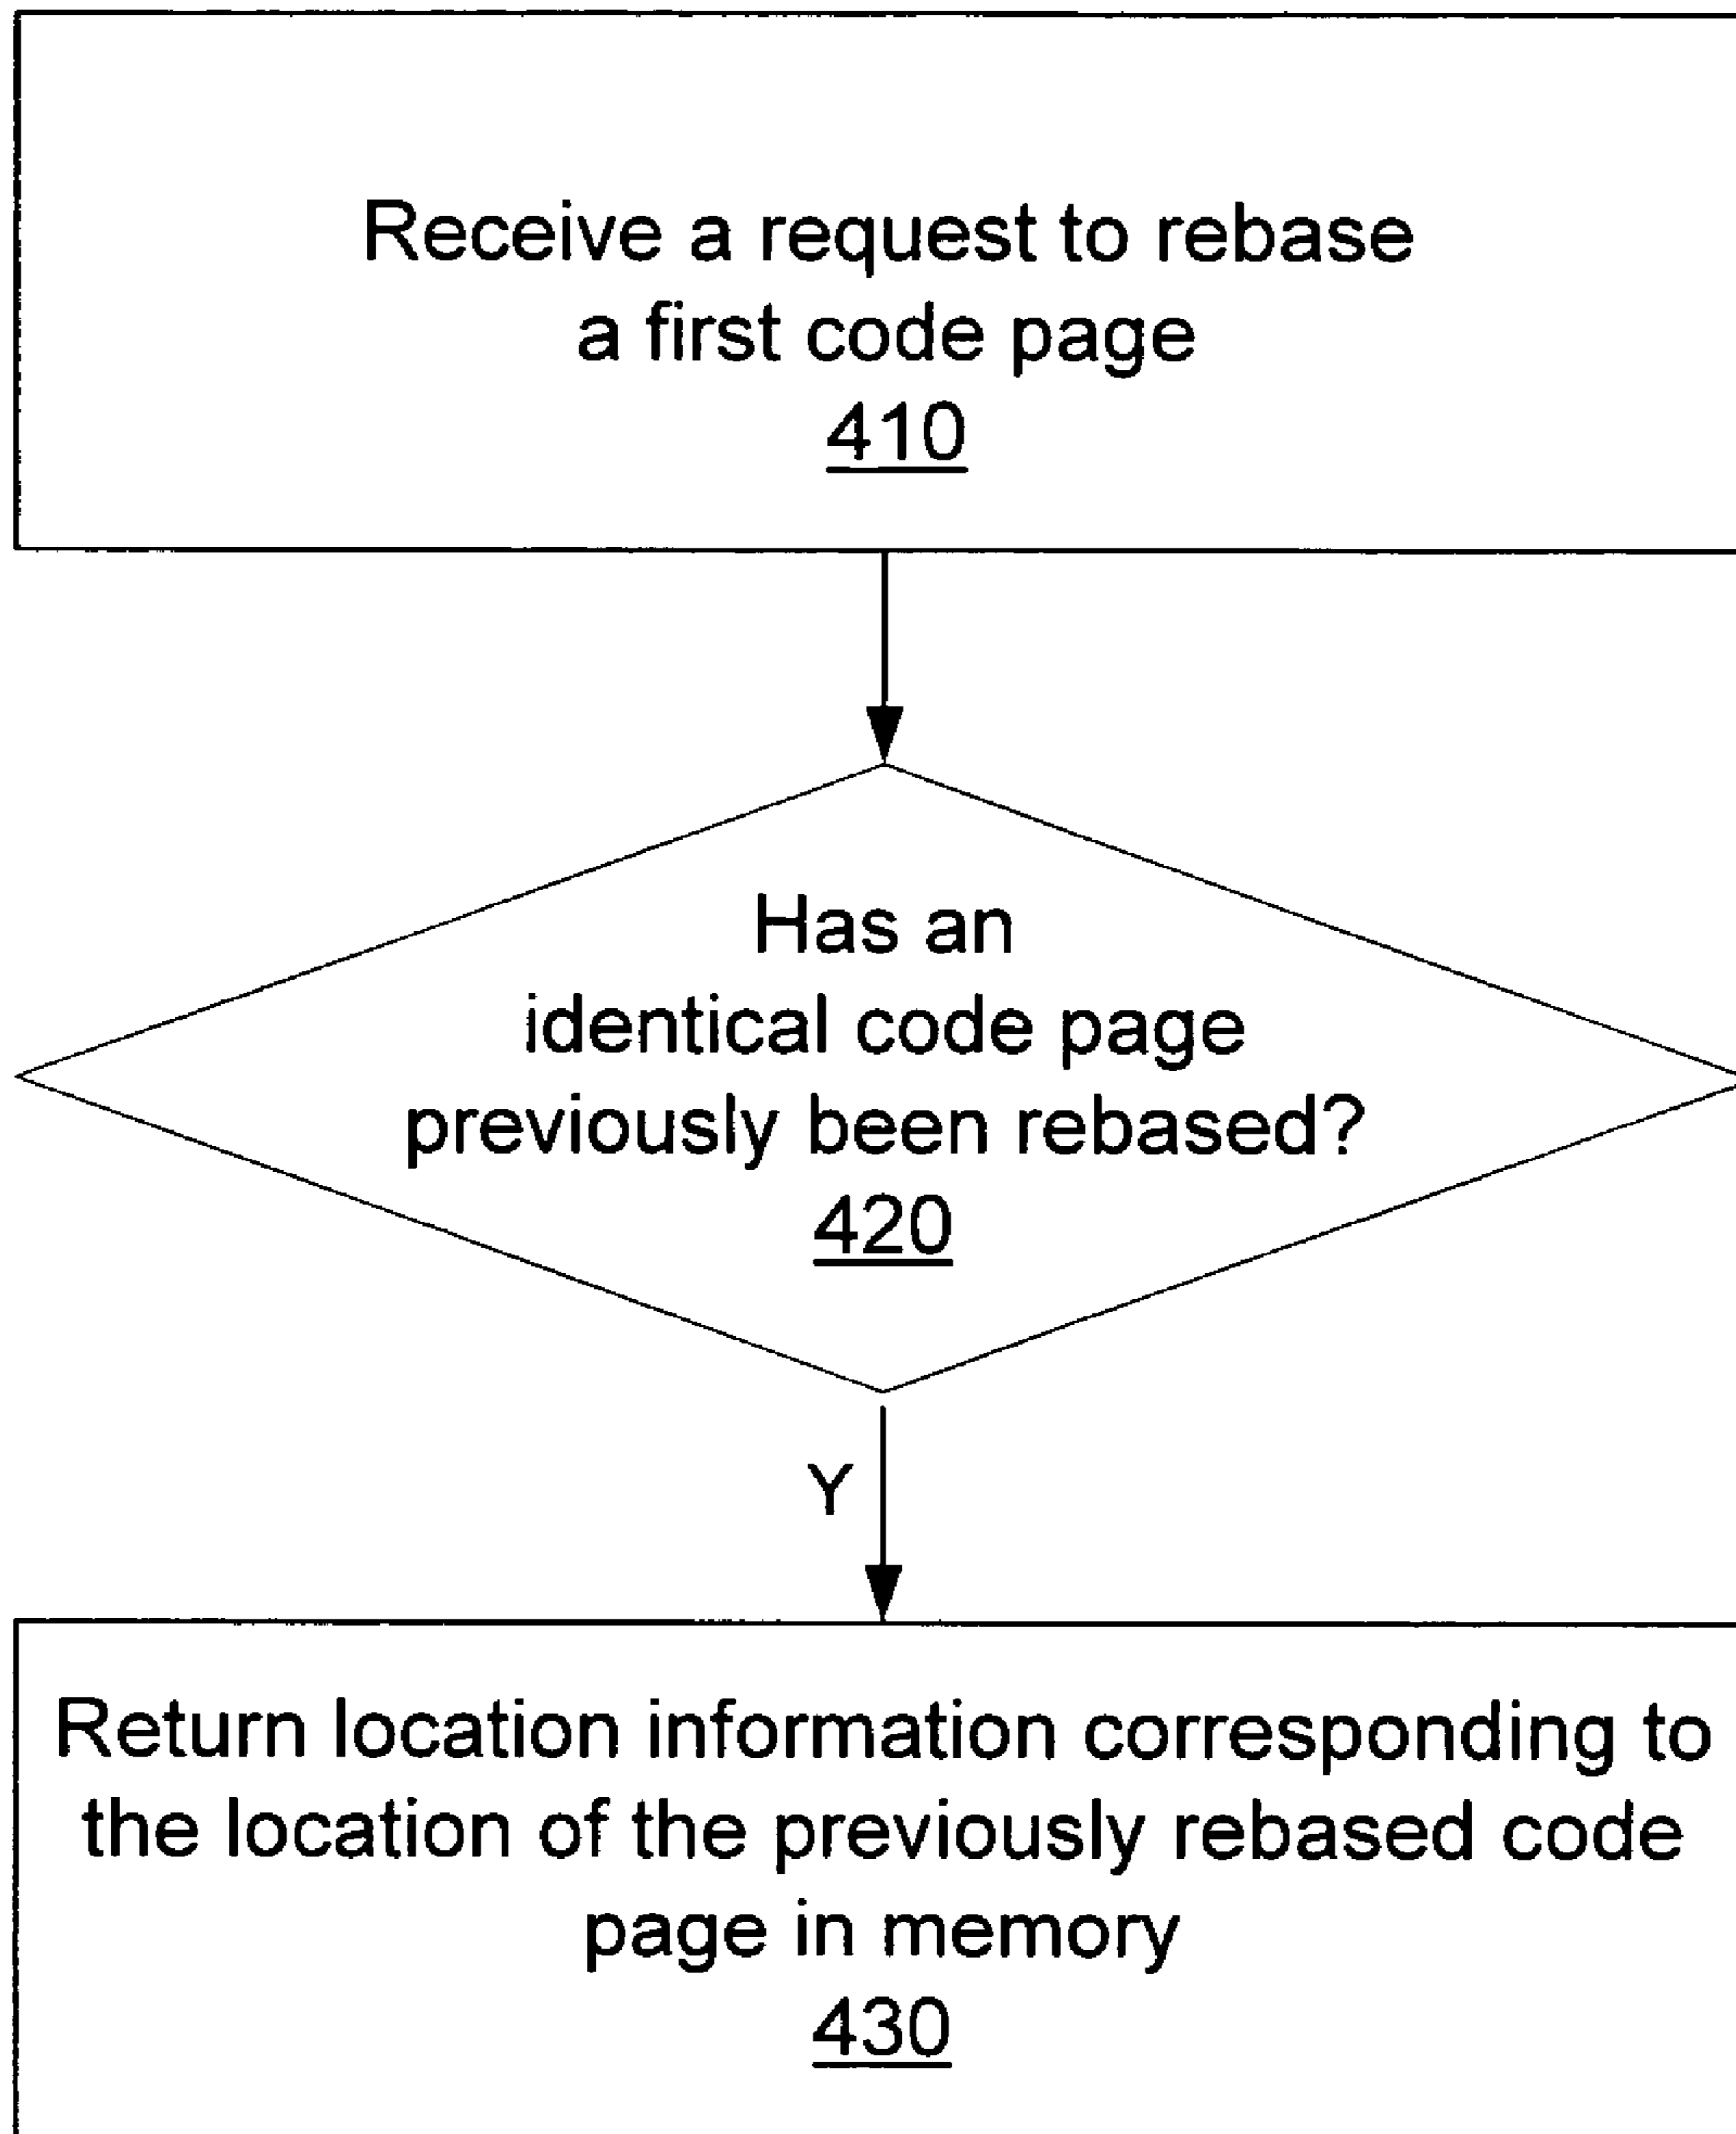 Receive a request to rebase
a first code page
410
Has an
identical code page
previously been rebased?
420
Y
Return location information corresponding to
the location of the previously rebased code
page in memory
430